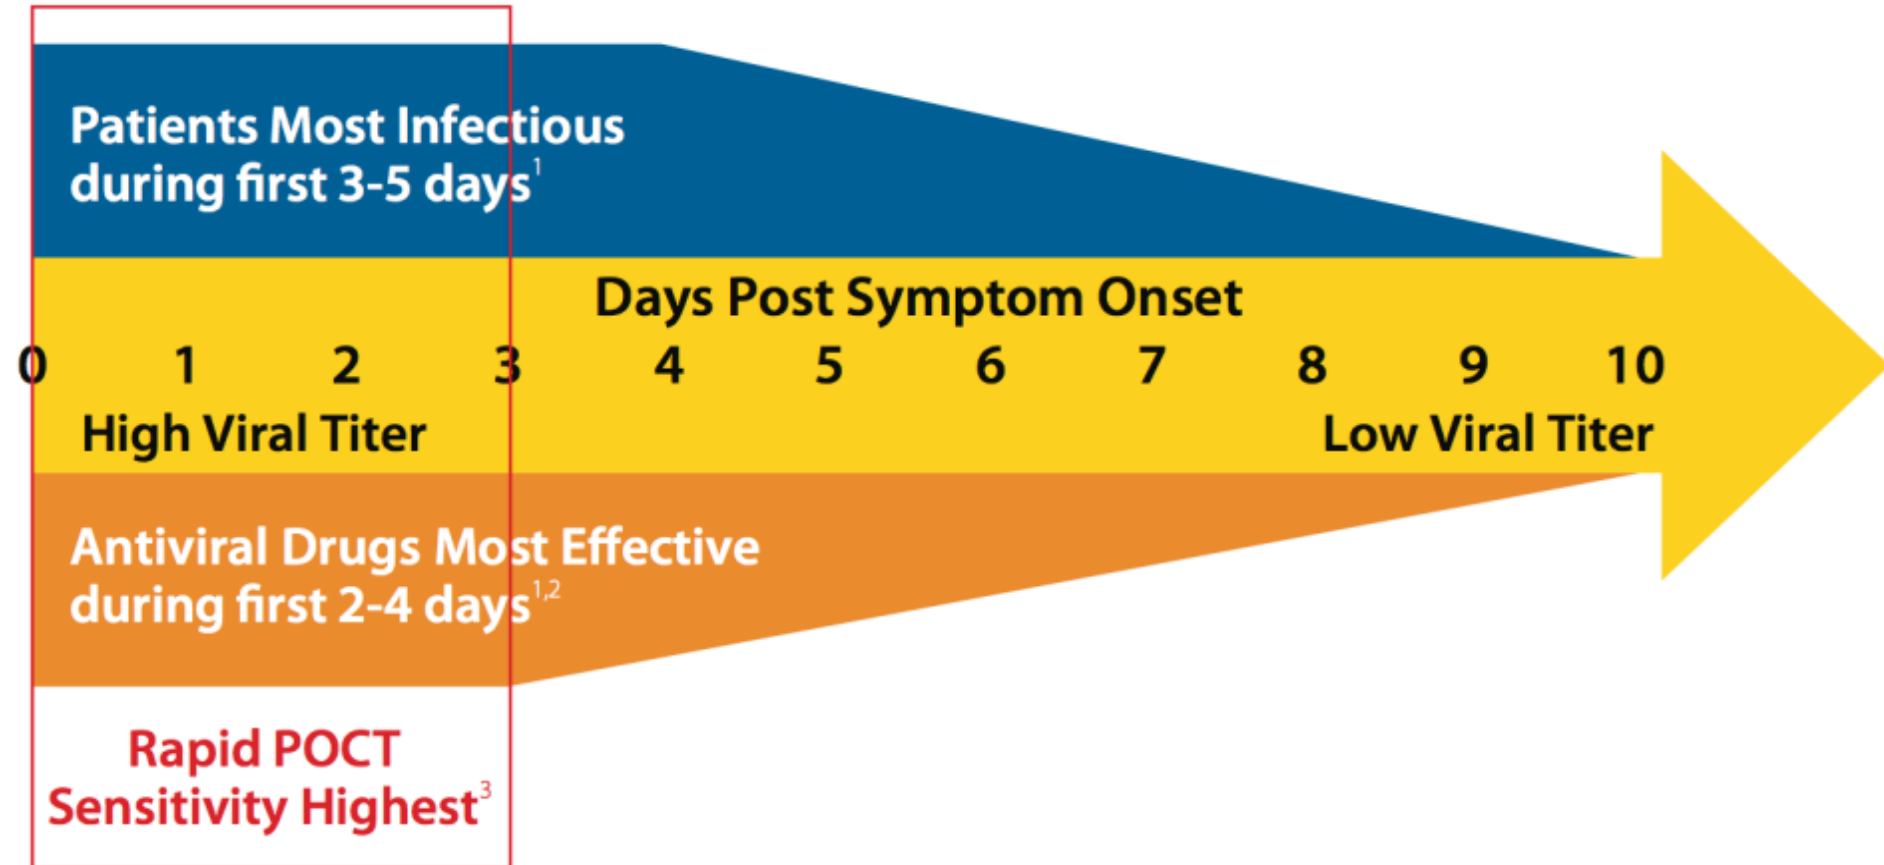 Patients Most Infectious
during first 3-5 days1
Days Post Symptom Onset
0 1 2 3 4 5 6 7 8 9 10
High Viral Titer Low Viral Titer
Antiviral Drugs Most Effective
during first 2-4 days1,2
Rapid POCT
Sensitivity Highest3